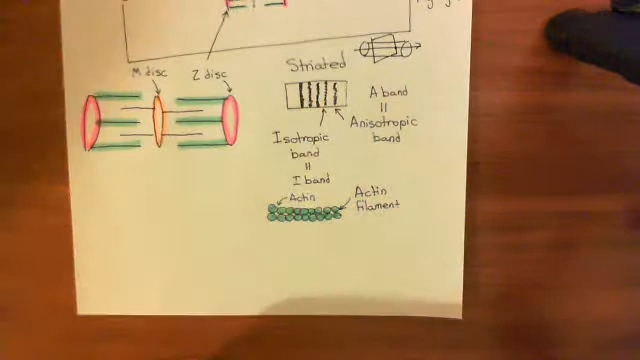 M disc
Z disc
Striated
A band
=
Anisotropic
band
Isotropic
band
=
I band
Actin
Actin
Filament